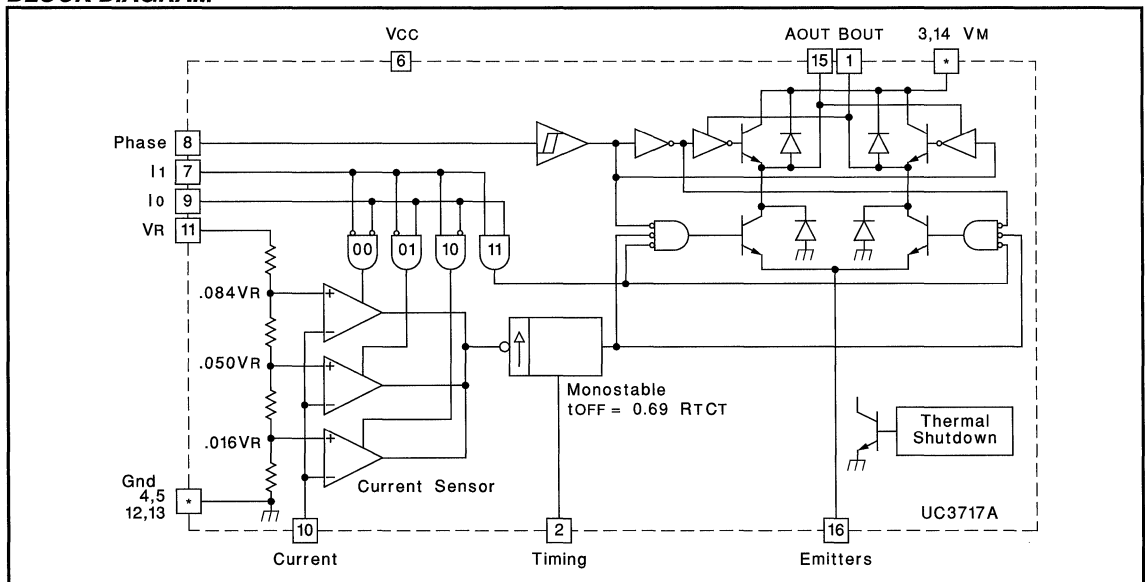 BLOCK DIAGRAM
VCC
6
AOUT BOUT
15 1
3,14 VM
*
Phase 8
I1 7
I0 9
VR 11
00 01 10 11
.084VR
+
−
.050VR
+
−
.016VR
+
−
Current Sensor
Monostable
tOFF = 0.69 RTCT
Thermal
Shutdown
Gnd
4,5
12,13
*
UC3717A
10
Current
2
Timing
16
Emitters